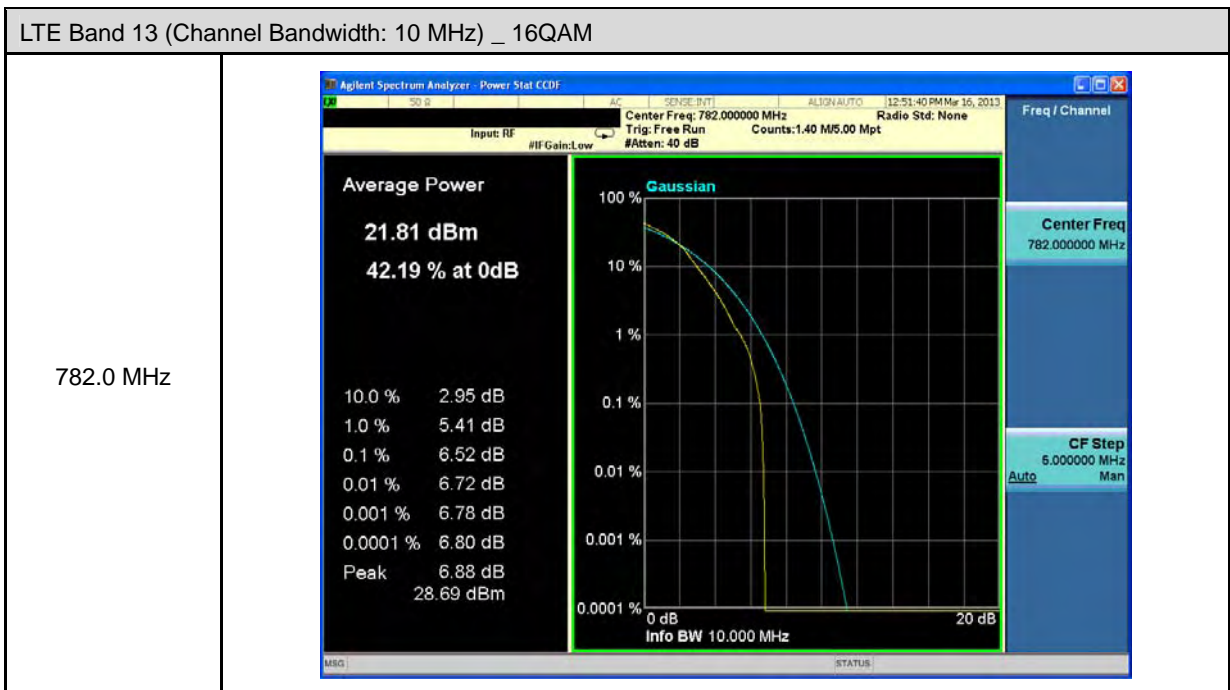 LTE Band 13 (Channel Bandwidth: 10 MHz) _ 16QAM
782.0 MHz
Agilent Spectrum Analyzer - Power Stat CCDF
50 Ω AC SENSE:INT ALIGN AUTO 12:51:40 PM Mar 16, 2013
Center Freq: 782.000000 MHz Radio Std: None
Input: RF Trig: Free Run Counts:1.40 M/5.00 Mpt
#IFGain:Low #Atten: 40 dB
Freq / Channel
Average Power
21.81 dBm
42.19 % at 0dB
10.0 % 2.95 dB
1.0 % 5.41 dB
0.1 % 6.52 dB
0.01 % 6.72 dB
0.001 % 6.78 dB
0.0001 % 6.80 dB
Peak 6.88 dB
28.69 dBm
Gaussian
100 %
10 %
1 %
0.1 %
0.01 %
0.001 %
0.0001 %
0 dB 20 dB
Info BW 10.000 MHz
Center Freq
782.000000 MHz
CF Step
5.000000 MHz
Auto Man
MSG STATUS